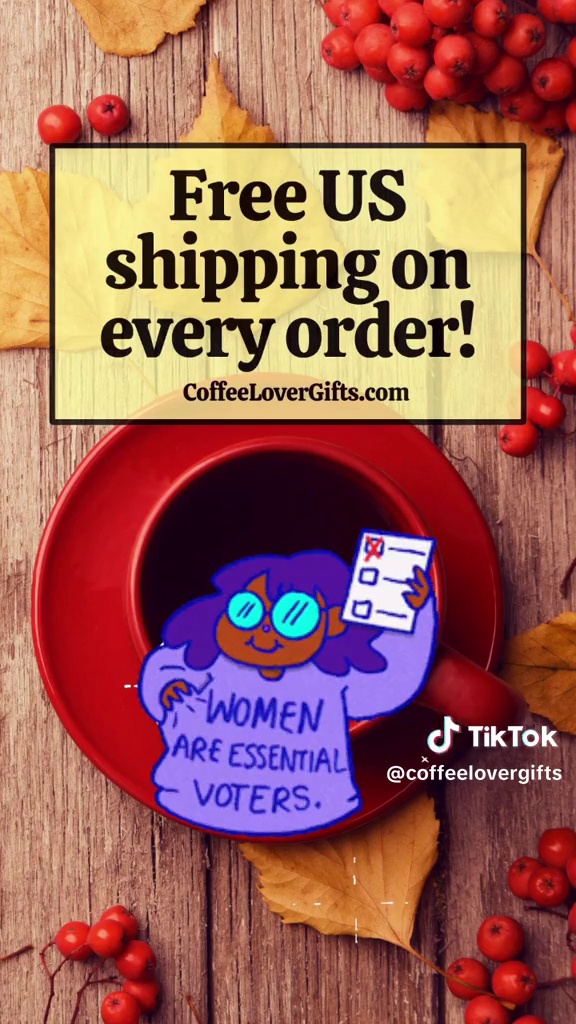 Free US
shipping on
every order!
CoffeeLoverGifts.com
WOMEN
ARE ESSENTIAL
VOTERS.
TikTok
@coffeelovergifts